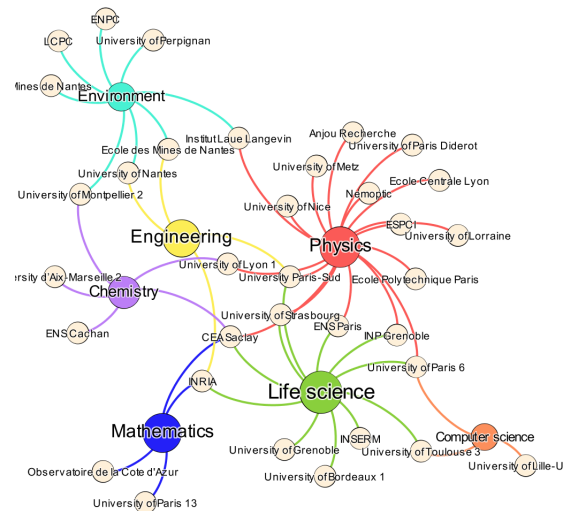 ENPC
LCPC
University of Perpignan
Mines de Nantes
Environment
Anjou Recherche
Institut Laue Langevin
University of Paris Diderot
Ecole des Mines de Nantes
University of Metz
University of Nantes
Ecole Centrale Lyon
University of Montpellier 2
Nemoptic
University of Nice
ESPCI
Engineering
University of Lorraine
Physics
University of Lyon 1
ersity d'Aix-Marseille 2
University Paris-Sud
Ecole Polytechnique Paris
Chemistry
University of Strasbourg
ENS Paris
ENS Cachan
CEA Saclay
INP Grenoble
University of Paris 6
INRIA
Life science
Mathematics
Computer science
INSERM
University of Grenoble
University of Toulouse 3
University of Lille-U
Observatoire de la Cote d'Azur
University of Bordeaux 1
University of Paris 13